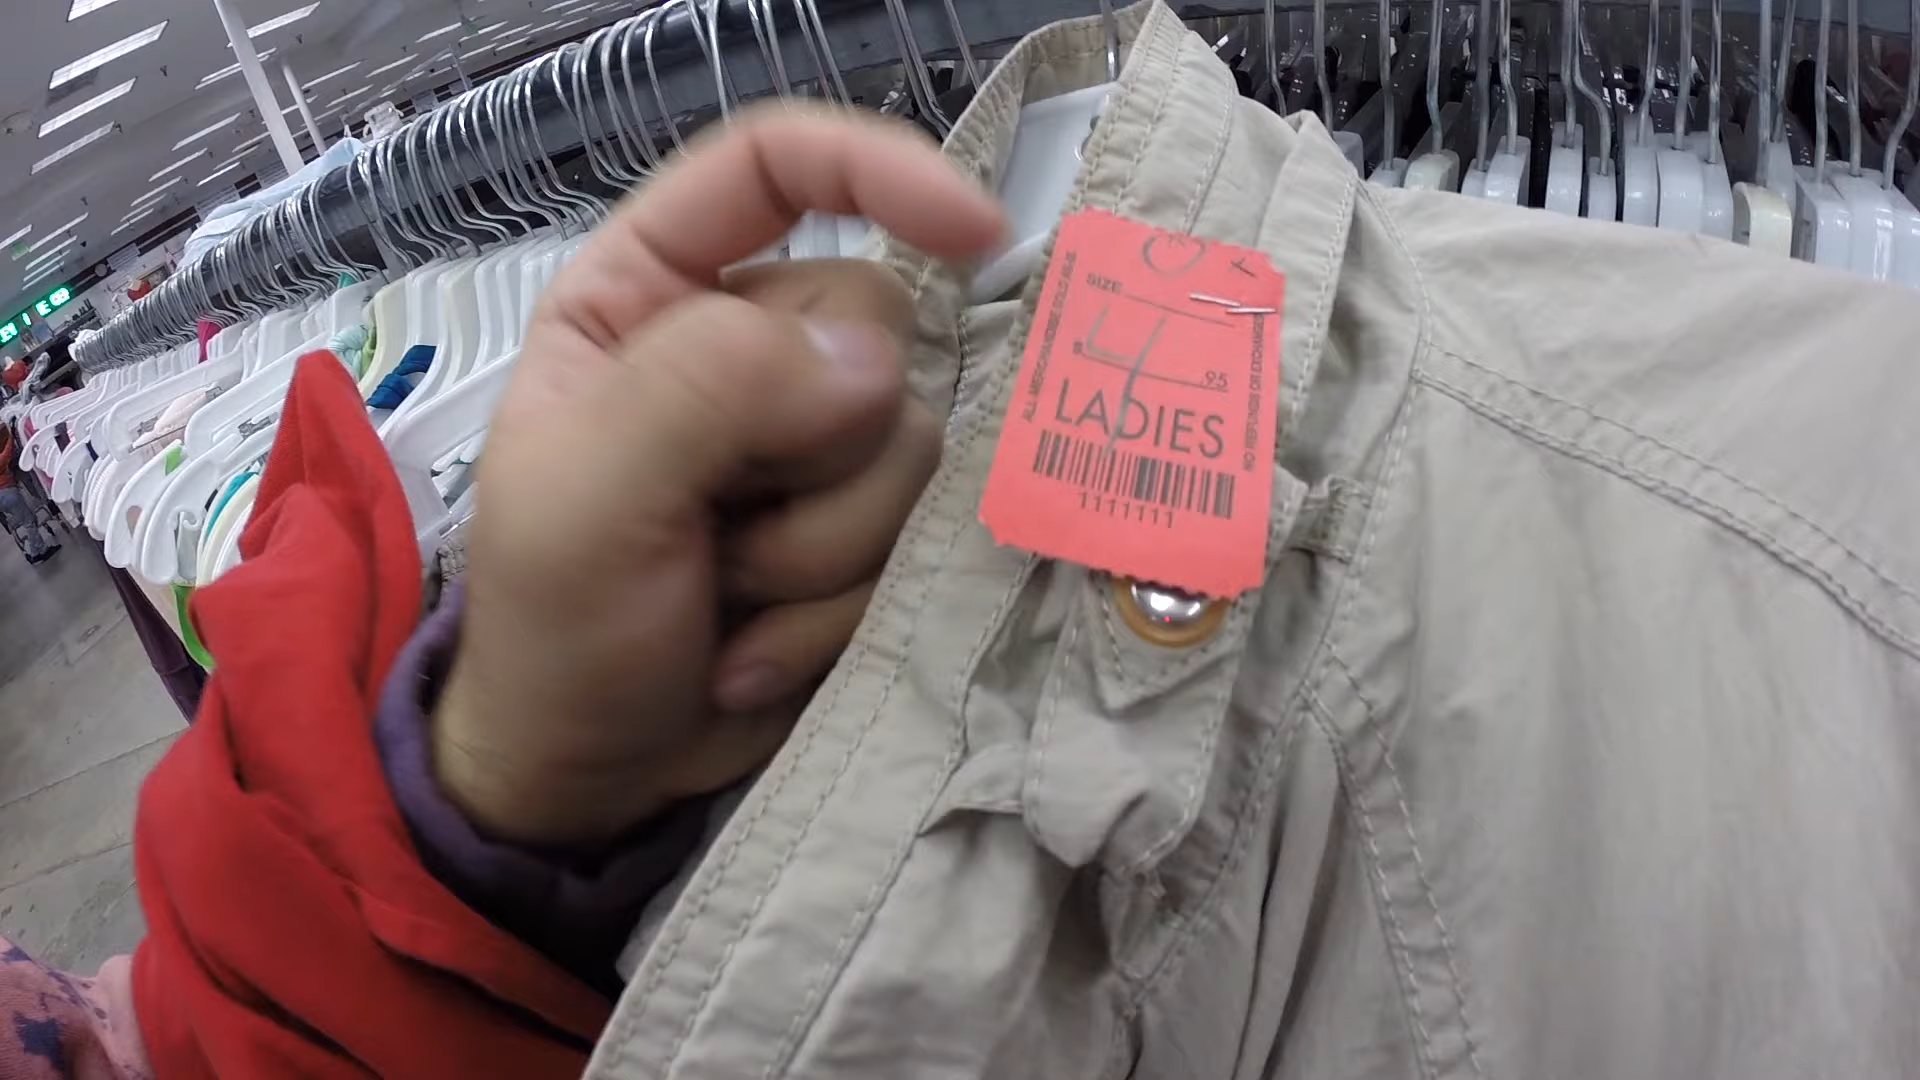 SIZE
$ 4 .95
LADIES
1111111
ALL MERCHANDISE SOLD AS-IS
NO REFUNDS OR EXCHANGES